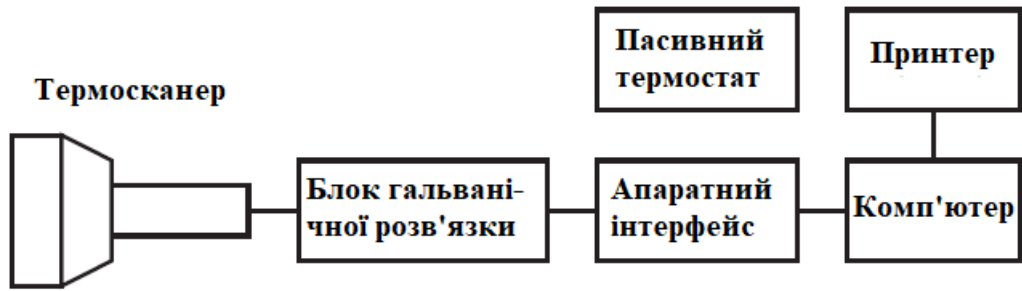 Термосканер
Пасивний
термостат
Принтер
Блок гальвані-
чної розв'язки
Апаратний
інтерфейс
Комп'ютер